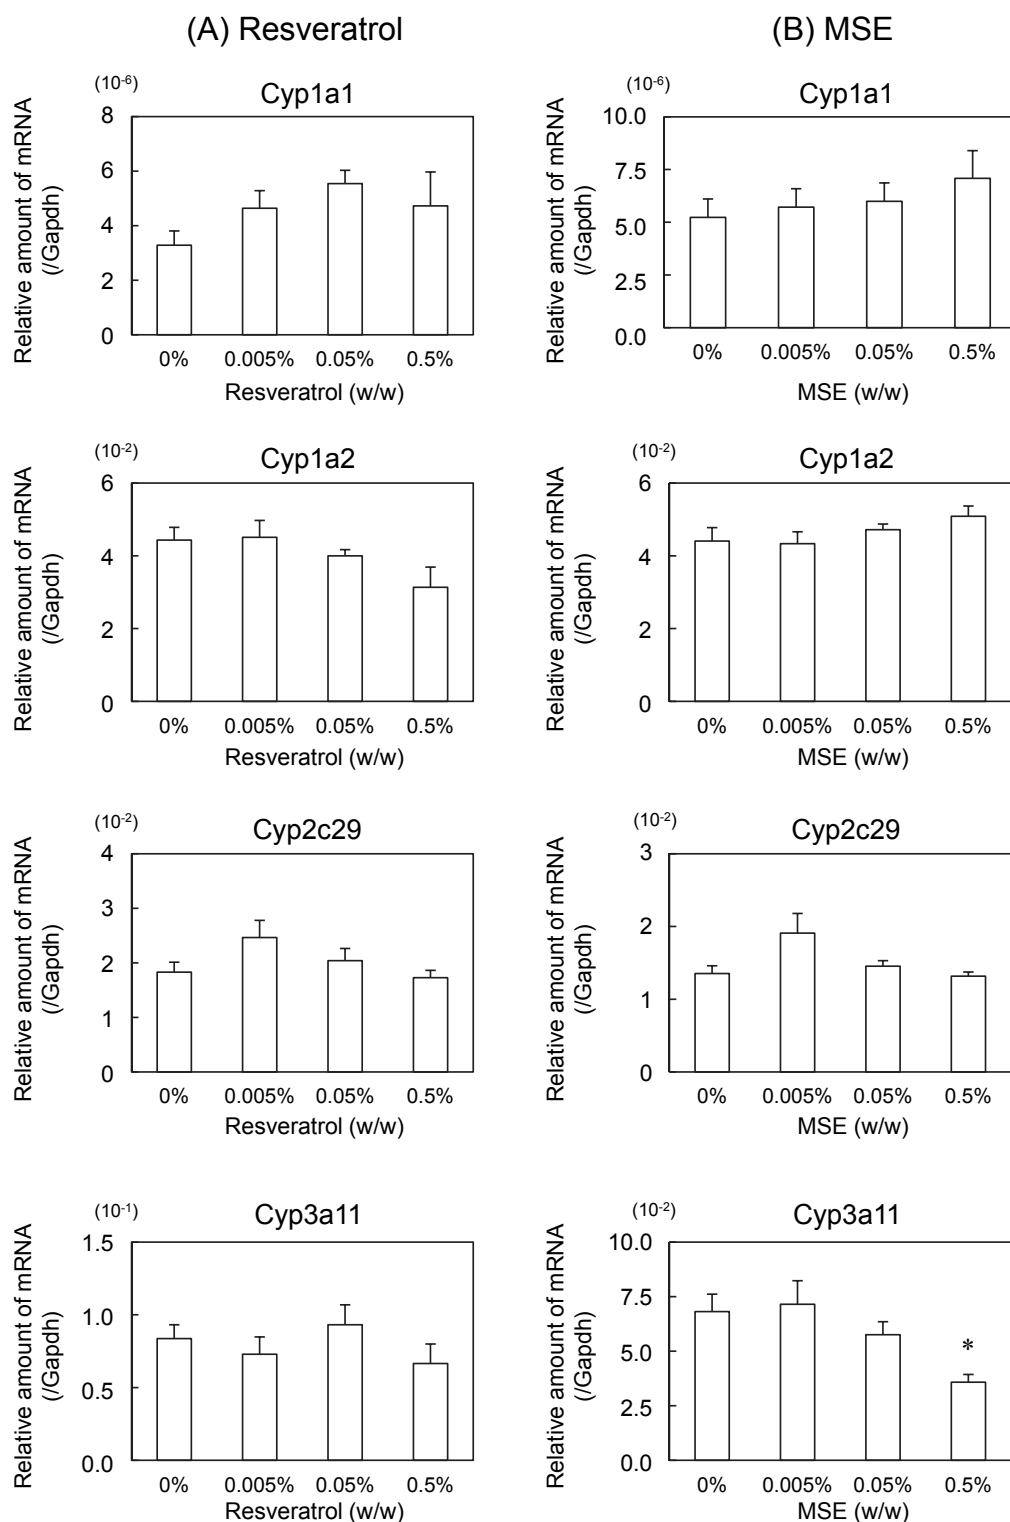 (A) Resveratrol
(B) MSE
(10-6)
Cyp1a1
Relative amount of mRNA
(/Gapdh)
8
6
4
2
0
0% 0.005% 0.05% 0.5%
Resveratrol (w/w)
(10-6)
Cyp1a1
Relative amount of mRNA
(/Gapdh)
10.0
7.5
5.0
2.5
0.0
0% 0.005% 0.05% 0.5%
MSE (w/w)
(10-2)
Cyp1a2
Relative amount of mRNA
(/Gapdh)
6
4
2
0
0% 0.005% 0.05% 0.5%
Resveratrol (w/w)
(10-2)
Cyp1a2
Relative amount of mRNA
(/Gapdh)
6
4
2
0
0% 0.005% 0.05% 0.5%
MSE (w/w)
(10-2)
Cyp2c29
Relative amount of mRNA
(/Gapdh)
4
3
2
1
0
0% 0.005% 0.05% 0.5%
Resveratrol (w/w)
(10-2)
Cyp2c29
Relative amount of mRNA
(/Gapdh)
3
2
1
0
0% 0.005% 0.05% 0.5%
MSE (w/w)
(10-1)
Cyp3a11
Relative amount of mRNA
(/Gapdh)
1.5
1.0
0.5
0.0
0% 0.005% 0.05% 0.5%
Resveratrol (w/w)
(10-2)
Cyp3a11
Relative amount of mRNA
(/Gapdh)
10.0
7.5
5.0
2.5
0.0
*
0% 0.005% 0.05% 0.5%
MSE (w/w)